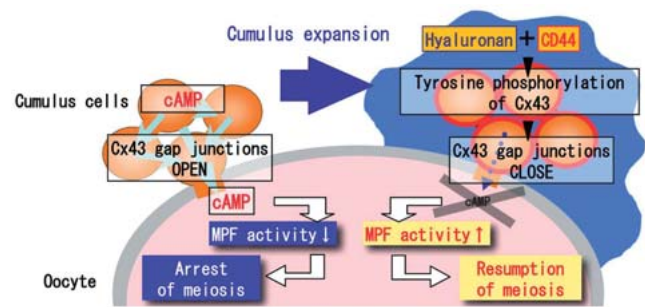 Cumulus expansion
Hyaluronan + CD44
Tyrosine phosphorylation
of Cx43
Cumulus cells
cAMP
Cx43 gap junctions
OPEN
Cx43 gap junctions
CLOSE
cAMP
cAMP
MPF activity↓
MPF activity↑
Oocyte
Arrest
of meiosis
Resumption
of meiosis